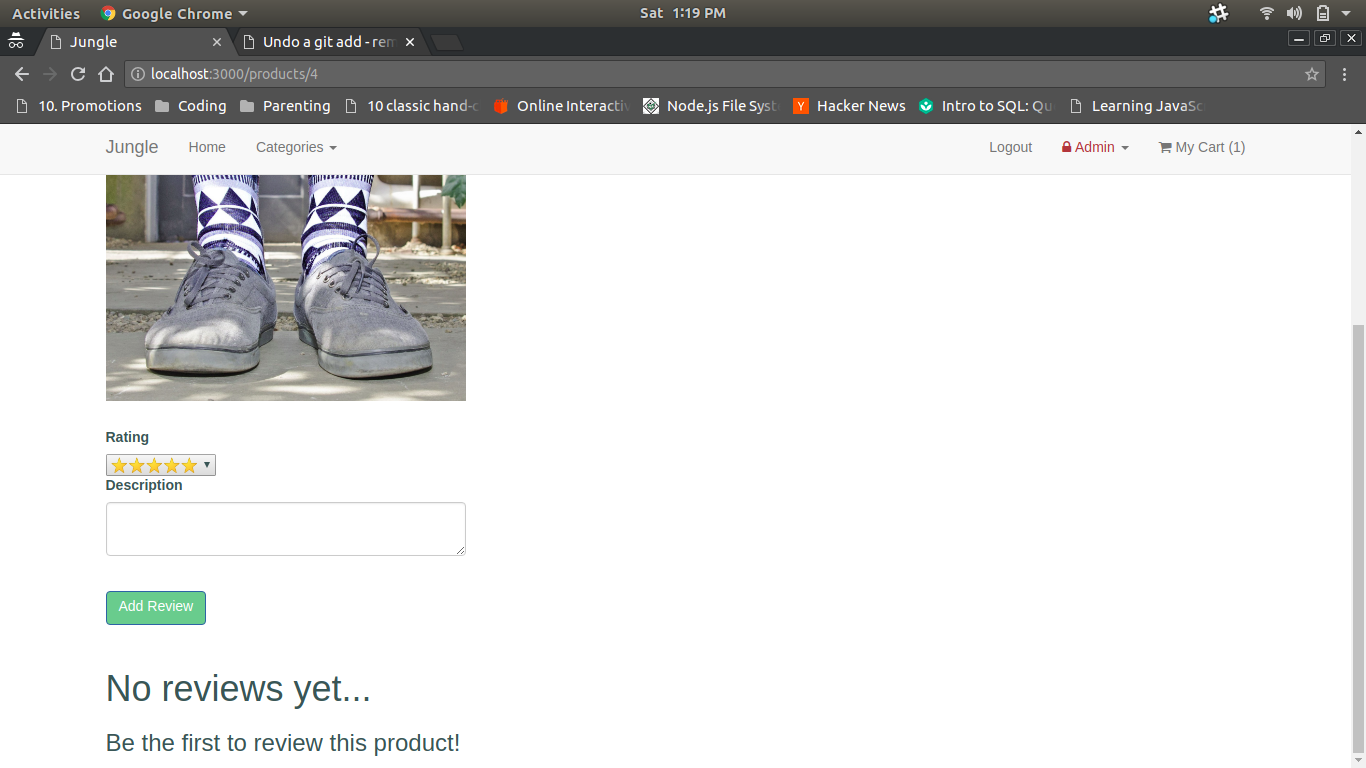 Activities Google Chrome Sat 1:19 PM
Jungle Undo a git add - rem
localhost:3000/products/4
10. Promotions Coding Parenting 10 classic hand-c Online Interactiv Node.js File Syst Hacker News Intro to SQL: Qu Learning JavaSc
Jungle Home Categories Logout Admin My Cart (1)
Rating
Description
Add Review
No reviews yet...
Be the first to review this product!